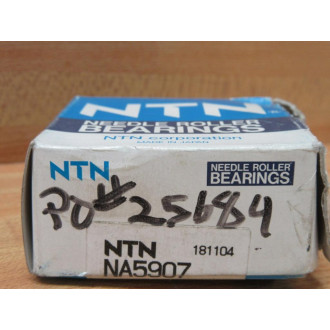 NTN
NEEDLE ROLLER
BEARINGS
NTN corporation
MADE IN JAPAN
NTN
NEEDLE ROLLER
BEARINGS
PO# 25684
NTN
181104
NA5907